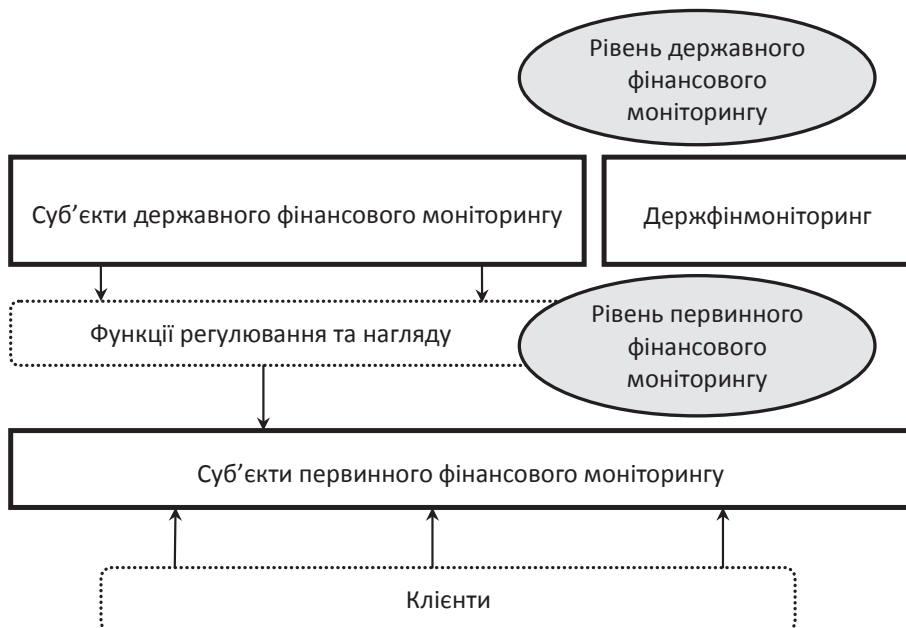 Рівень державного
фінансового
моніторингу
Суб’єкти державного фінансового моніторингу
Держфінмоніторинг
Функції регулювання та нагляду
Рівень первинного
фінансового
моніторингу
Суб’єкти первинного фінансового моніторингу
Клієнти